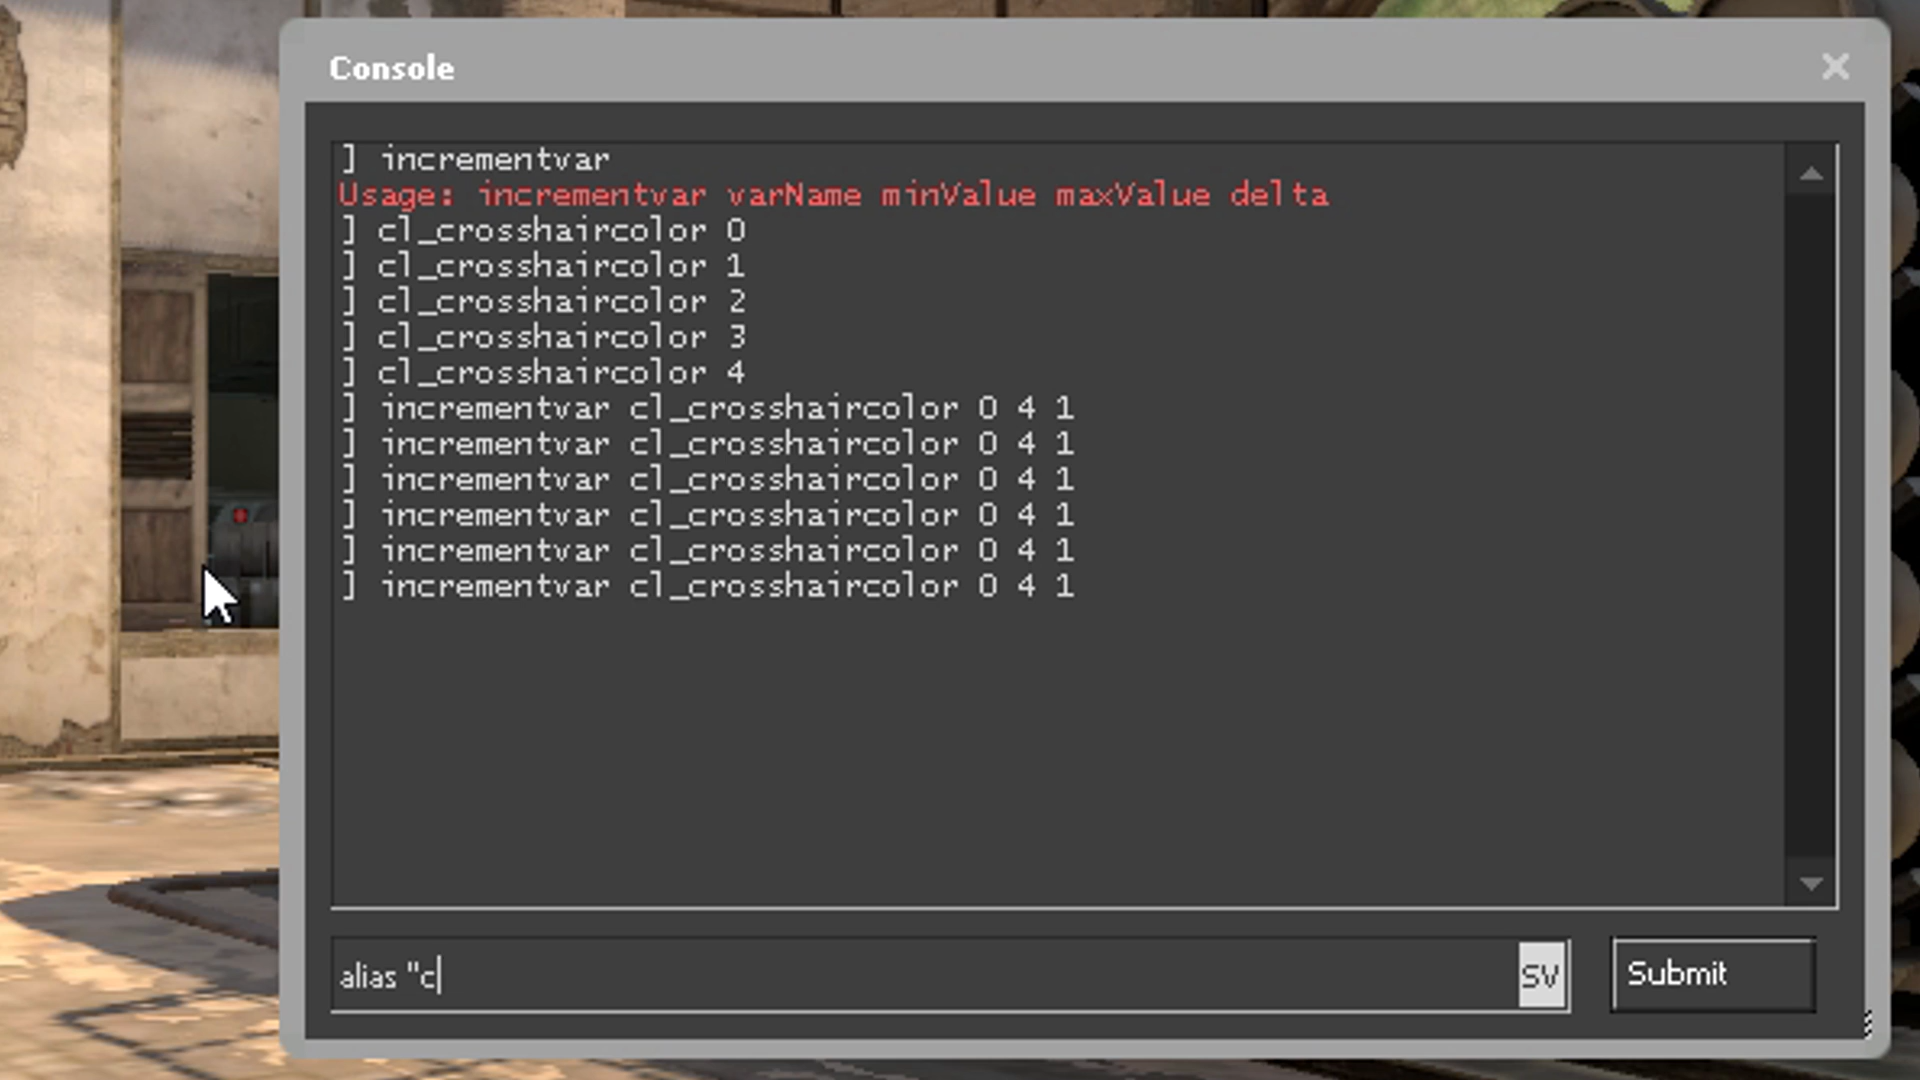 Console
] incrementvar
Usage: incrementvar varName minValue maxValue delta
] cl_crosshaircolor 0
] cl_crosshaircolor 1
] cl_crosshaircolor 2
] cl_crosshaircolor 3
] cl_crosshaircolor 4
] incrementvar cl_crosshaircolor 0 4 1
] incrementvar cl_crosshaircolor 0 4 1
] incrementvar cl_crosshaircolor 0 4 1
] incrementvar cl_crosshaircolor 0 4 1
] incrementvar cl_crosshaircolor 0 4 1
] incrementvar cl_crosshaircolor 0 4 1
alias "c
SV
Submit